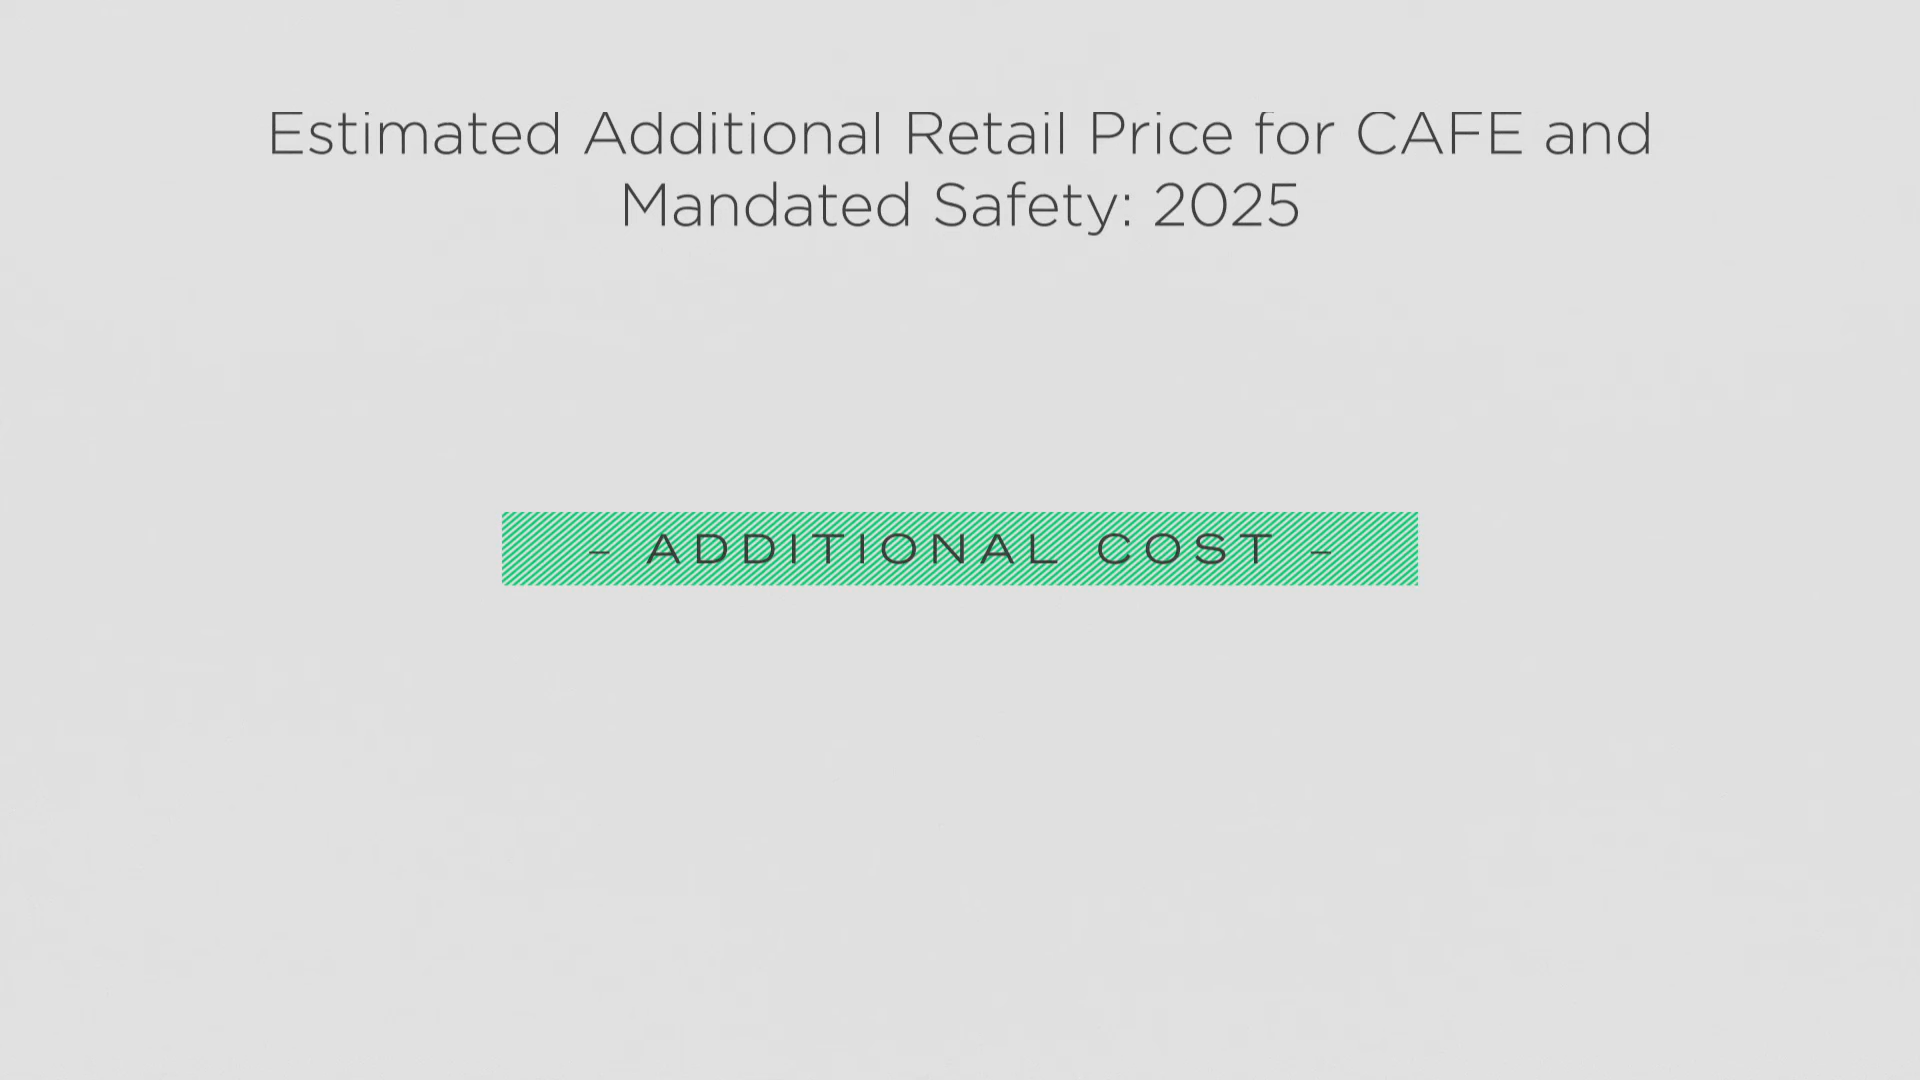 Estimated Additional Retail Price for CAFE and
Mandated Safety: 2025
– ADDITIONAL COST –